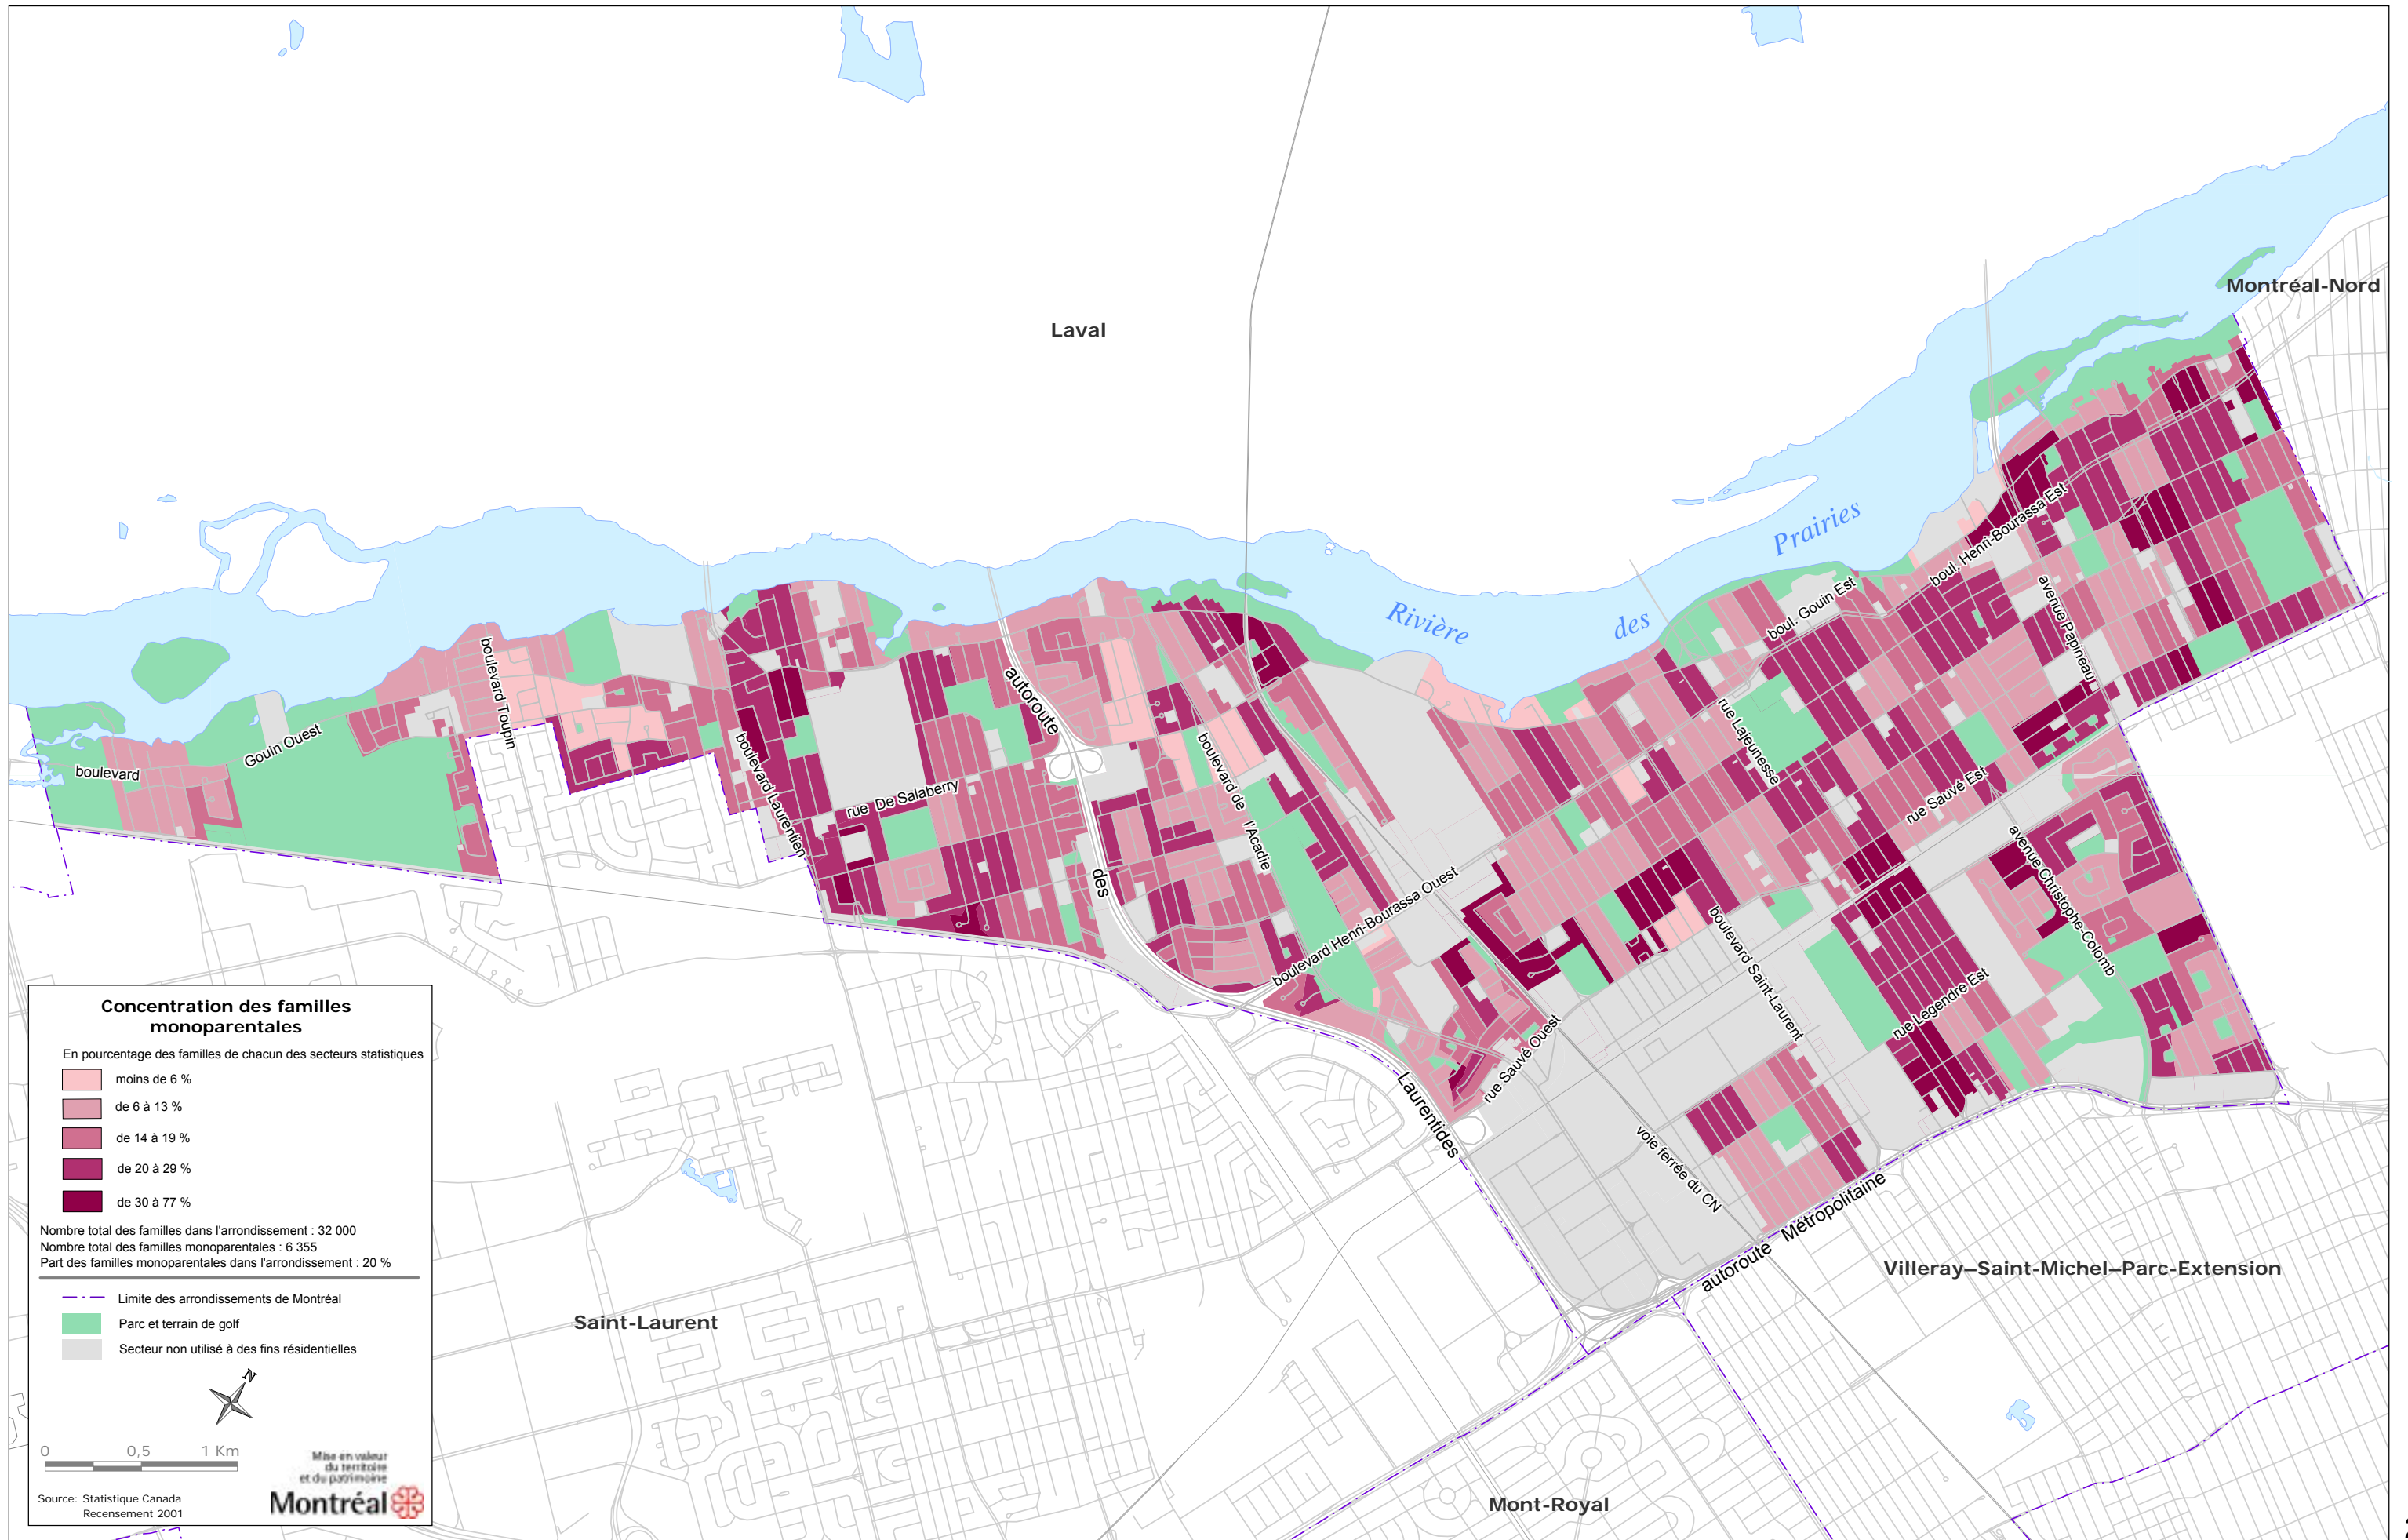 Laval
Montréal-Nord
Rivière
des
Prairies
boulevard
Gouin Ouest
boulevard Toupin
boulevard Laurentien
rue De Salaberry
autoroute
des
Laurentides
boulevard de
l'Acadie
boulevard Henri-Bourassa Ouest
rue Sauvé Ouest
boul. Gouin Est
boul. Henri-Bourassa Est
rue Lajeunesse
avenue Papineau
rue Sauvé Est
avenue Christophe-Colomb
boulevard Saint-Laurent
rue Legendre Est
voie ferrée du CN
autoroute Métropolitaine
Villeray–Saint-Michel–Parc-Extension
Saint-Laurent
Mont-Royal
Concentration des familles
monoparentales
En pourcentage des familles de chacun des secteurs statistiques
moins de 6 %
de 6 à 13 %
de 14 à 19 %
de 20 à 29 %
de 30 à 77 %
Nombre total des familles dans l'arrondissement : 32 000
Nombre total des familles monoparentales : 6 355
Part des familles monoparentales dans l'arrondissement : 20 %
Limite des arrondissements de Montréal
Parc et terrain de golf
Secteur non utilisé à des fins résidentielles
N
0 0,5 1 Km
Mise en valeur
du territoire
et du patrimoine
Montréal
Source: Statistique Canada
Recensement 2001